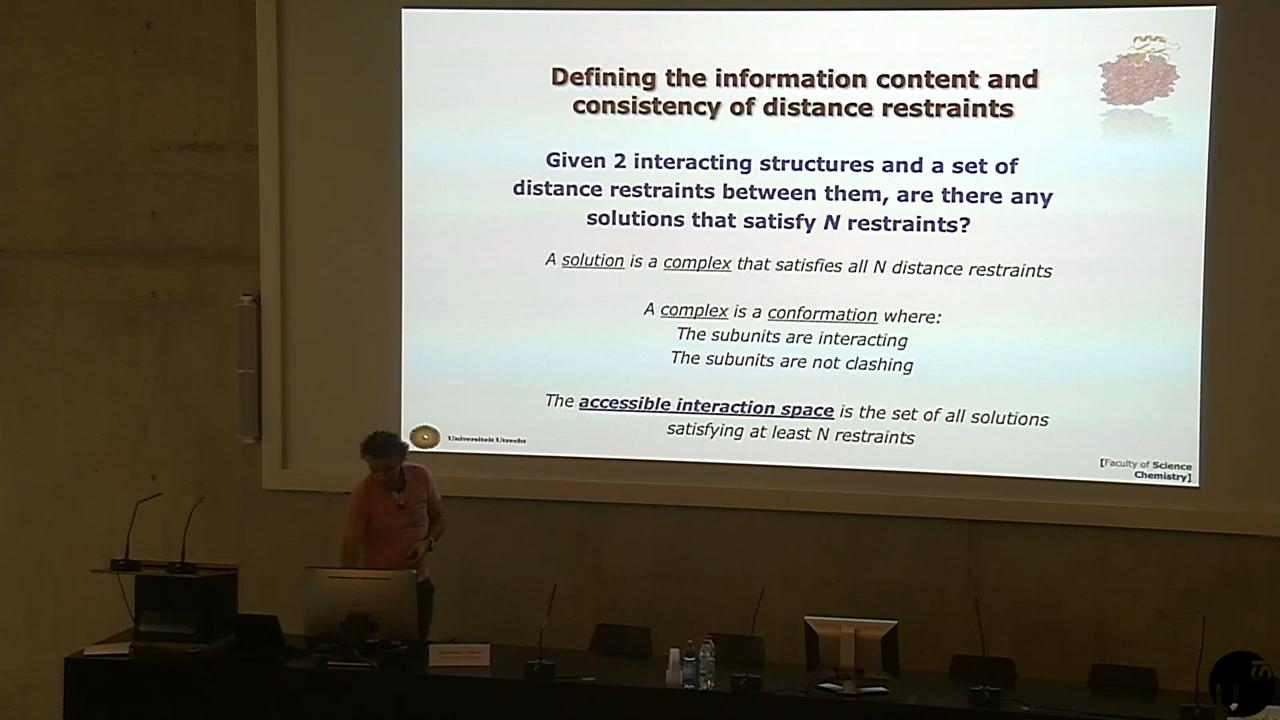 Defining the information content and
consistency of distance restraints
Given 2 interacting structures and a set of
distance restraints between them, are there any
solutions that satisfy N restraints?
A solution is a complex that satisfies all N distance restraints
A complex is a conformation where:
The subunits are interacting
The subunits are not clashing
The accessible interaction space is the set of all solutions
satisfying at least N restraints
Universiteit Utrecht
[Faculty of Science
Chemistry]